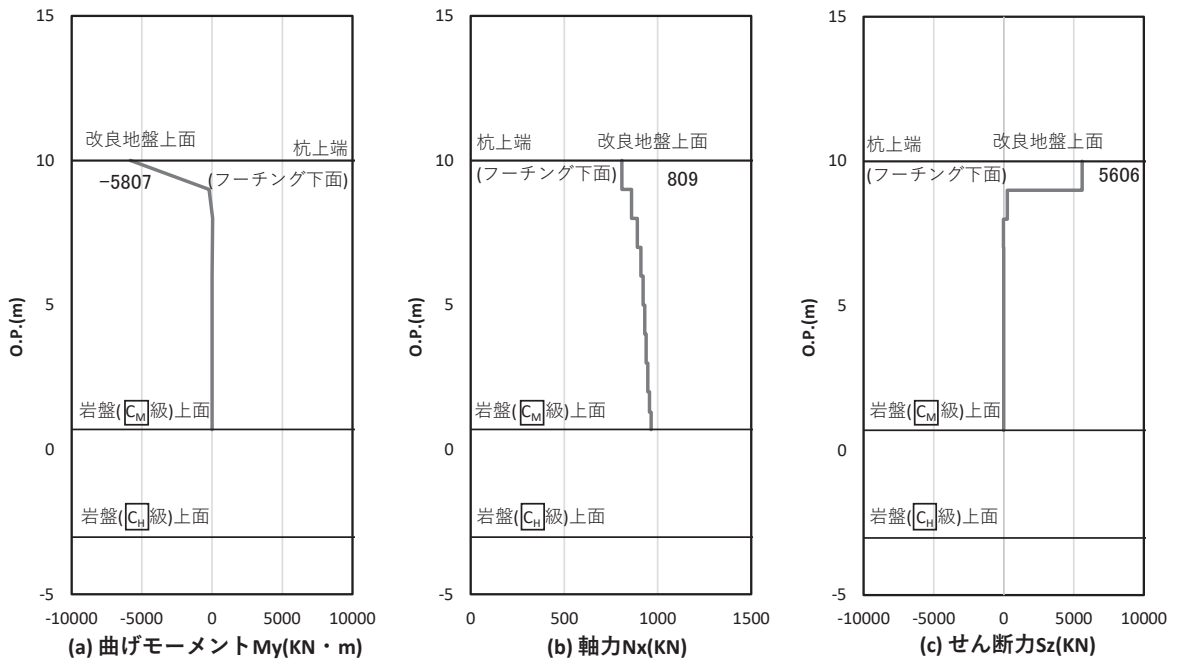 15
10
5
0
-5
O.P.(m)
改良地盤上面
杭上端
−5807
(フーチング下面)
岩盤(CM級)上面
岩盤(CH級)上面
-10000 -5000 0 5000 10000
(a) 曲げモーメントMy(KN・m)
15
10
5
0
-5
O.P.(m)
杭上端
改良地盤上面
(フーチング下面)
809
岩盤(CM級)上面
岩盤(CH級)上面
0 500 1000 1500
(b) 軸力Nx(KN)
15
10
5
0
-5
O.P.(m)
杭上端
改良地盤上面
(フーチング下面)
5606
岩盤(CM級)上面
岩盤(CH級)上面
-10000 -5000 0 5000 10000
(c) せん断力Sz(KN)